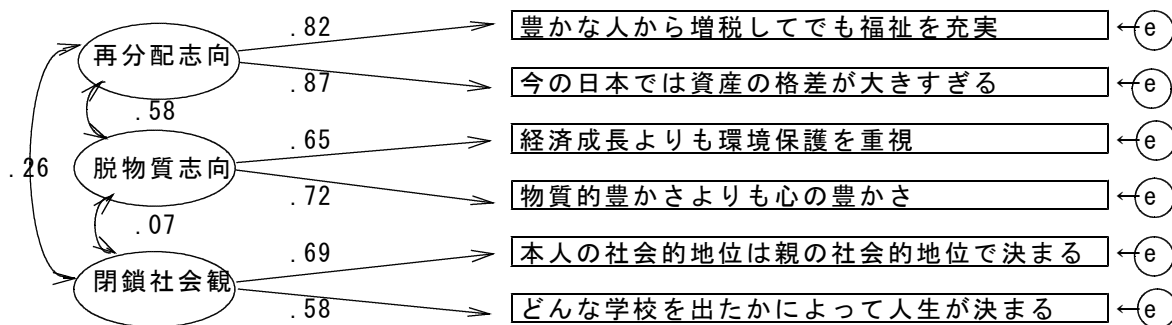 .82 豊かな人から増税してでも福祉を充実 e
再分配志向
.87 今の日本では資産の格差が大きすぎる e
.58
.65 経済成長よりも環境保護を重視 e
.26 脱物質志向
.72 物質的豊かさよりも心の豊かさ e
.07
.69 本人の社会的地位は親の社会的地位で決まる e
閉鎖社会観
.58 どんな学校を出たかによって人生が決まる e